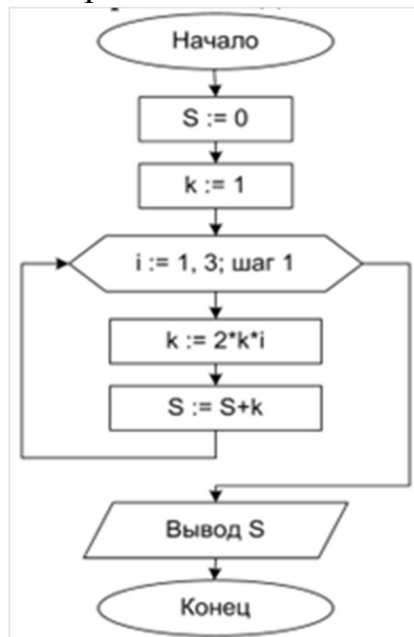 Начало
S := 0
k := 1
i := 1, 3; шаг 1
k := 2*k*i
S := S+k
Вывод S
Конец